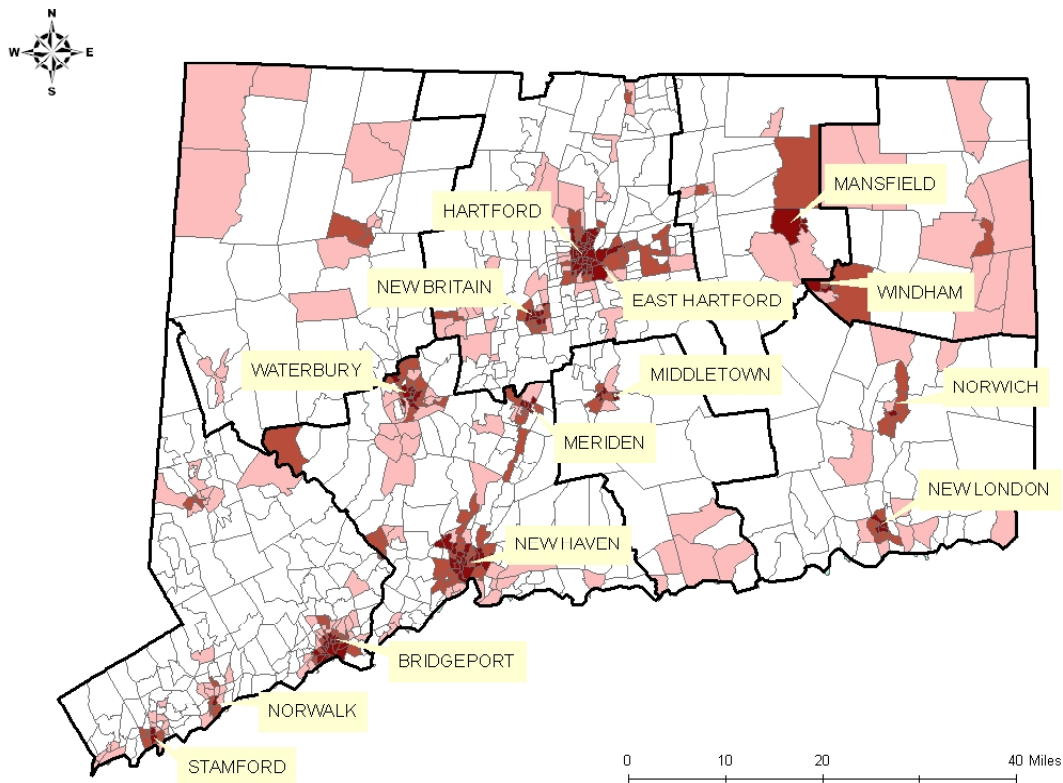 N
W E
S
MANSFIELD
HARTFORD
NEW BRITAIN
EAST HARTFORD
WINDHAM
WATERBURY
MIDDLETOWN
NORWICH
MERIDEN
NEW LONDON
NEW HAVEN
BRIDGEPORT
NORWALK
STAMFORD
0 10 20 40 Miles